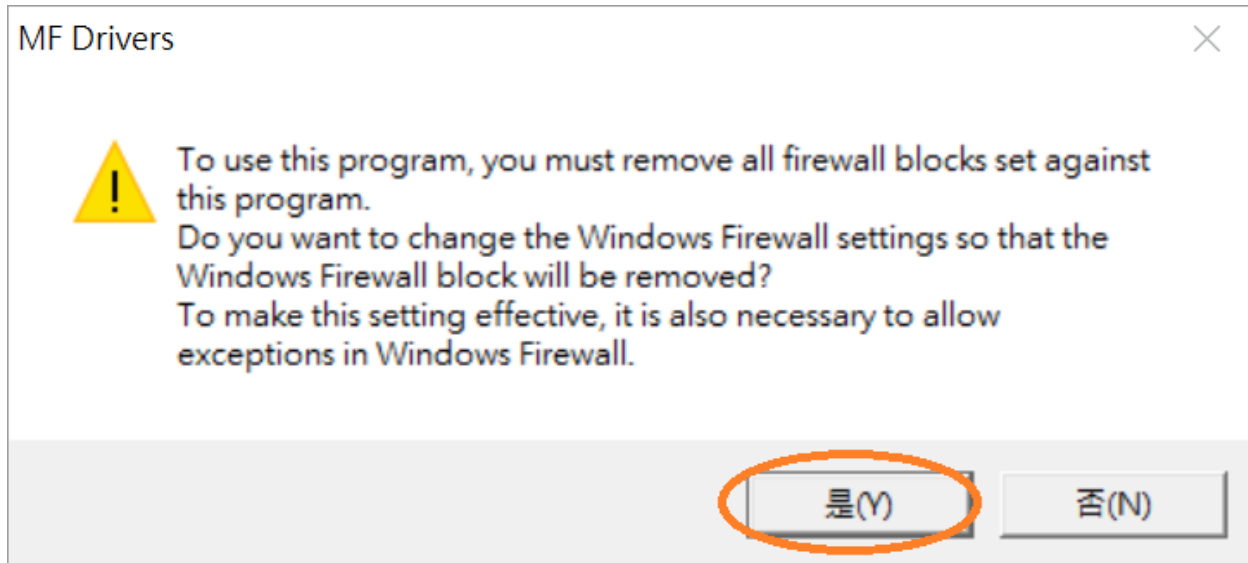 MF Drivers
To use this program, you must remove all firewall blocks set against
this program.
Do you want to change the Windows Firewall settings so that the
Windows Firewall block will be removed?
To make this setting effective, it is also necessary to allow
exceptions in Windows Firewall.
是(Y)
否(N)